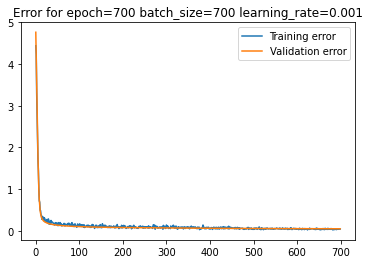 Error for epoch=700 batch_size=700 learning_rate=0.001
Training error
Validation error
5
4
3
2
1
0
0 100 200 300 400 500 600 700